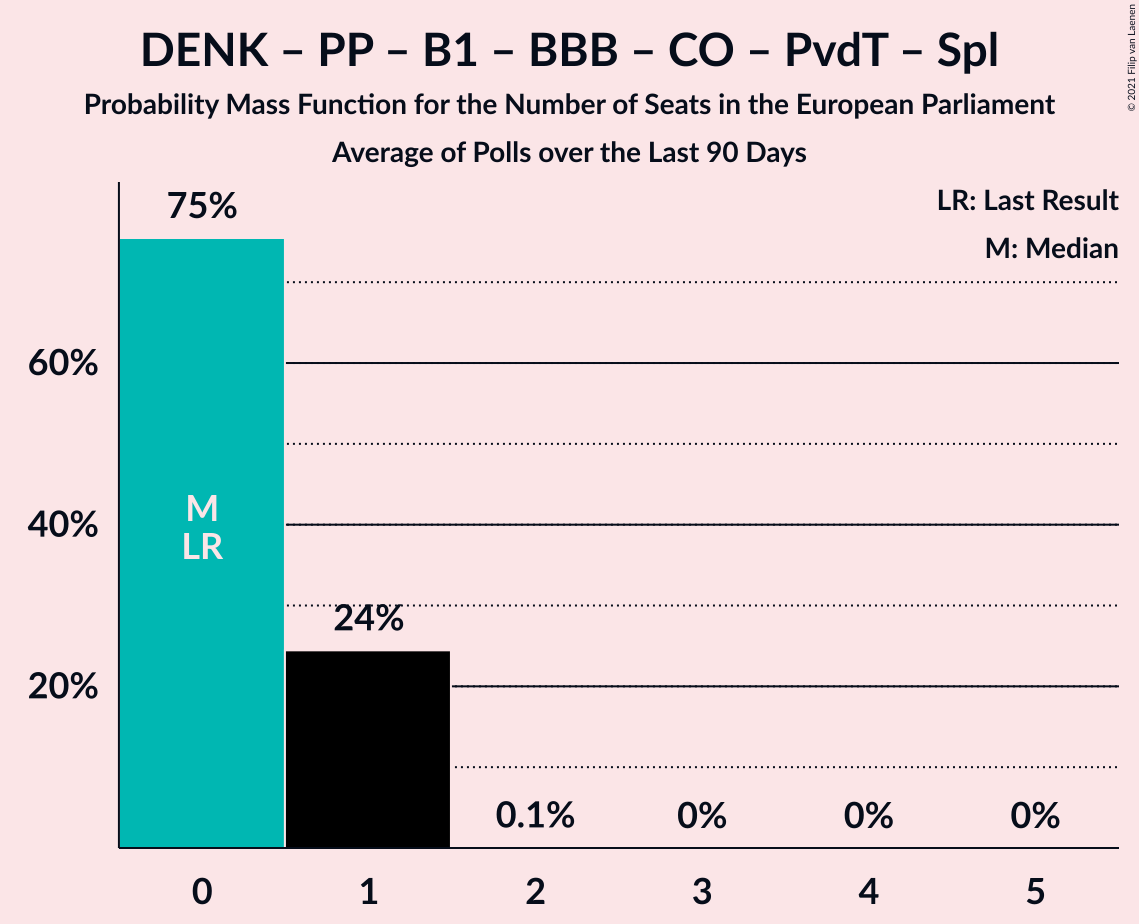 DENK – PP – B1 – BBB – CO – PvdT – Spl
Probability Mass Function for the Number of Seats in the European Parliament
Average of Polls over the Last 90 Days
© 2021 Filip van Laenen
LR: Last Result
M: Median
75%
60%
40%
20%
M
LR
24%
0.1%
0%
0%
0%
0
1
2
3
4
5